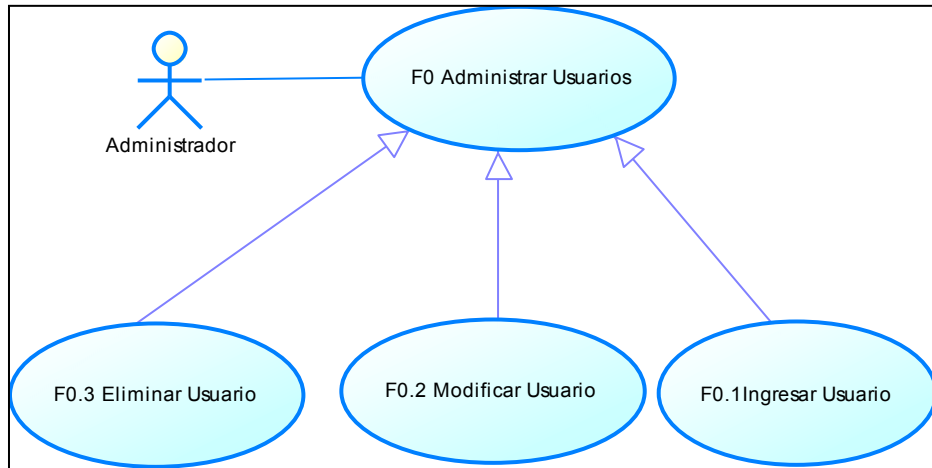 F0 Administrar Usuarios
Administrador
F0.3 Eliminar Usuario
F0.2 Modificar Usuario
F0.1Ingresar Usuario